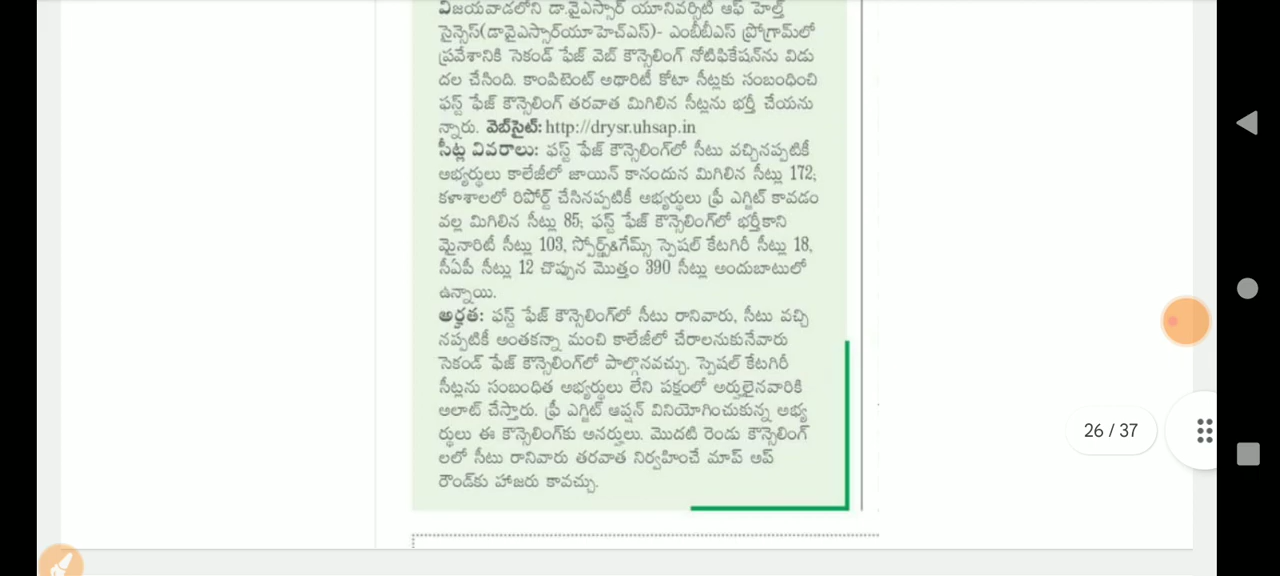 విజయవాడలోని డా.వైఎస్సార్ యూనివర్సిటీ ఆఫ్ హెల్త్
సైన్సెస్(డావైఎస్సార్‌యూహెచ్ఎస్)- ఎంబీబీఎస్ ప్రోగ్రామ్‌లో
ప్రవేశానికి సెకండ్ ఫేజ్ వెబ్ కౌన్సెలింగ్ నోటిఫికేషన్‌ను విడు
దల చేసింది. కాంపిటెంట్ అథారిటీ కోటా సీట్లకు సంబంధించి
ఫస్ట్ ఫేజ్ కౌన్సెలింగ్ తరవాత మిగిలిన సీట్లను భర్తీ చేయను
న్నారు. వెబ్‌సైట్: http://drysr.uhsap.in
సీట్ల వివరాలు: ఫస్ట్ ఫేజ్ కౌన్సెలింగ్‌లో సీటు వచ్చినప్పటికీ
అభ్యర్థులు కాలేజీలో జాయిన్ కానందున మిగిలిన సీట్లు 172;
కళాశాలలో రిపోర్ట్ చేసినప్పటికీ అభ్యర్థులు ఫ్రీ ఎగ్జిట్ కావడం
వల్ల మిగిలిన సీట్లు 85; ఫస్ట్ ఫేజ్ కౌన్సెలింగ్‌లో భర్తీకాని
మైనారిటీ సీట్లు 103, స్పోర్ట్స్&గేమ్స్ స్పెషల్ కేటగిరీ సీట్లు 18,
సీఏపీ సీట్లు 12 చొప్పున మొత్తం 390 సీట్లు అందుబాటులో
ఉన్నాయి.
అర్హత: ఫస్ట్ ఫేజ్ కౌన్సెలింగ్‌లో సీటు రానివారు, సీటు వచ్చి
నప్పటికీ అంతకన్నా మంచి కాలేజీలో చేరాలనుకునేవారు
సెకండ్ ఫేజ్ కౌన్సెలింగ్‌లో పాల్గొనవచ్చు. స్పెషల్ కేటగిరీ
సీట్లను సంబంధిత అభ్యర్థులు లేని పక్షంలో అర్హులైనవారికి
అలాట్ చేస్తారు. ఫ్రీ ఎగ్జిట్ ఆప్షన్ వినియోగించుకున్న అభ్య
ర్థులు ఈ కౌన్సెలింగ్‌కు అనర్హులు. మొదటి రెండు కౌన్సెలింగ్
లలో సీటు రానివారు తరవాత నిర్వహించే మాప్ అప్
రౌండ్‌కు హాజరు కావచ్చు.
26 / 37